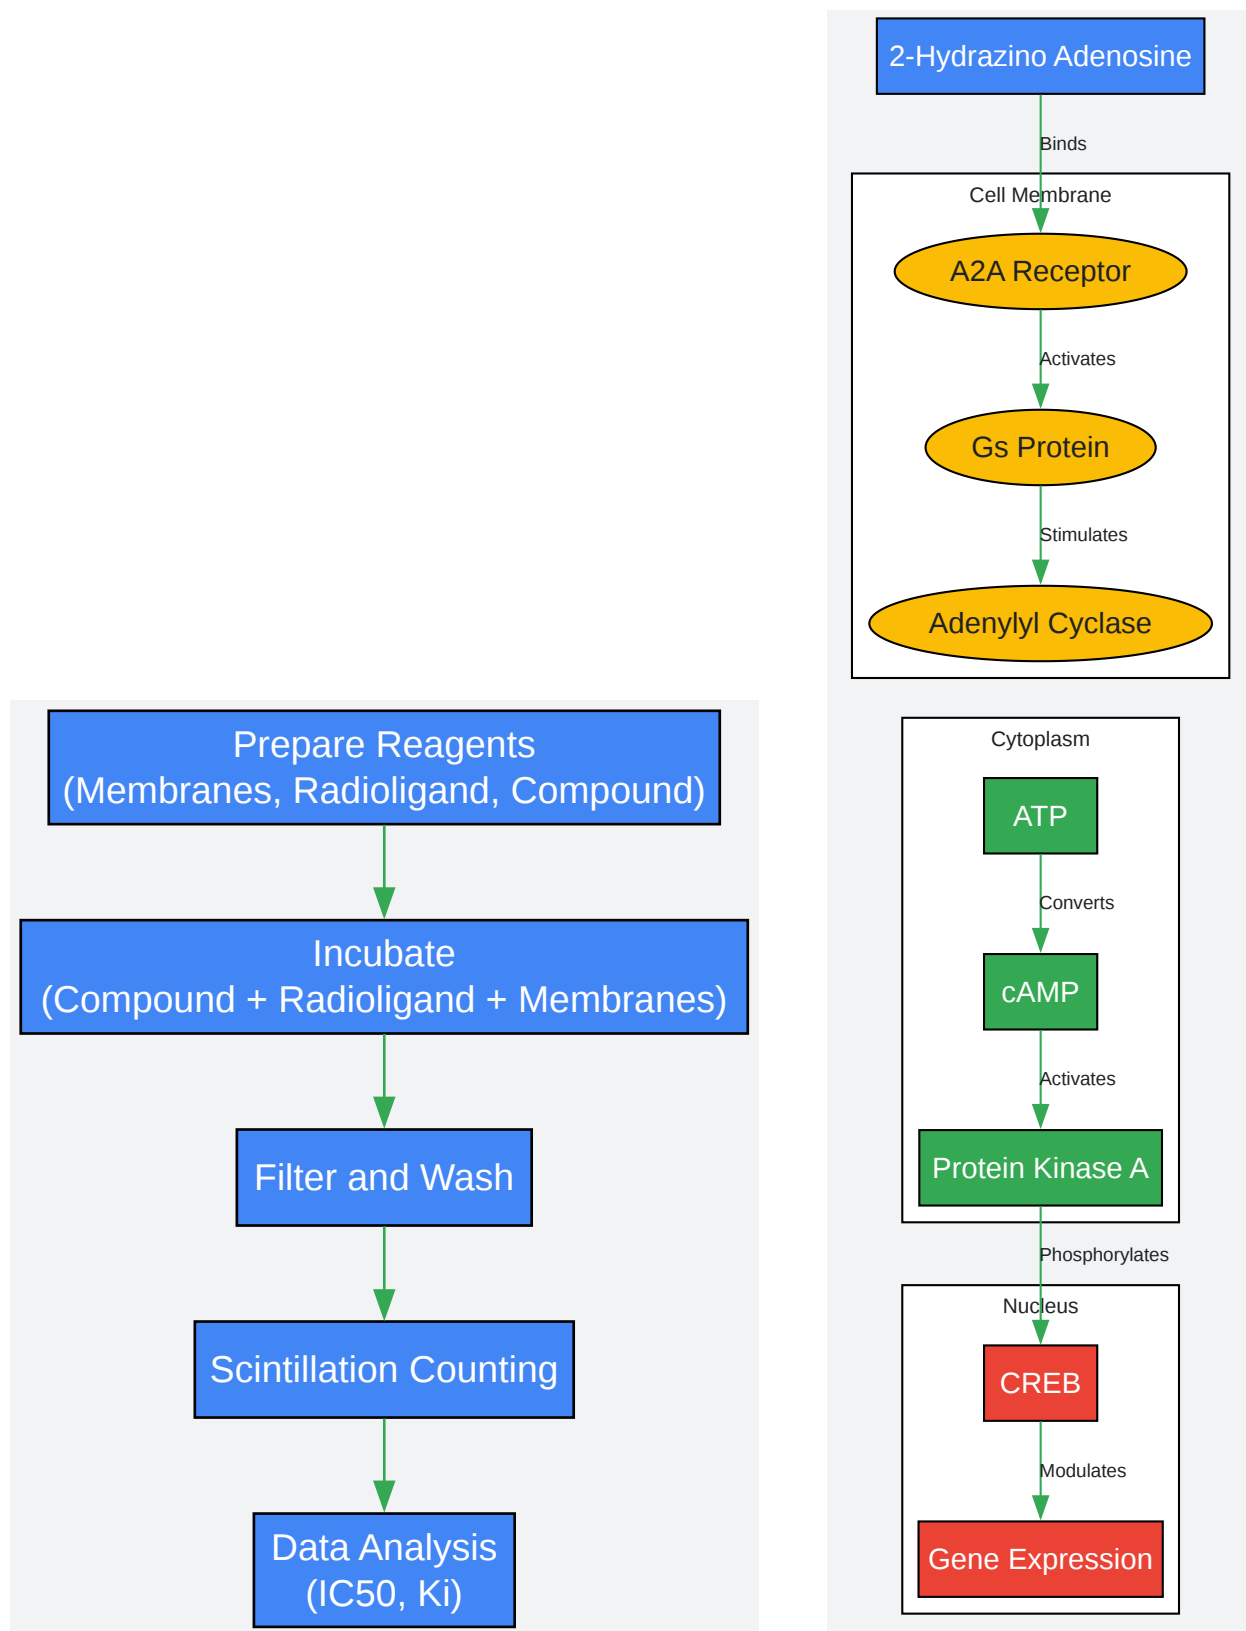 Prepare Reagents
(Membranes, Radioligand, Compound)
Incubate
(Compound + Radioligand + Membranes)
Filter and Wash
Scintillation Counting
Data Analysis
(IC50, Ki)
2-Hydrazino Adenosine
Binds
Cell Membrane
A2A Receptor
Activates
Gs Protein
Stimulates
Adenylyl Cyclase
Cytoplasm
ATP
Converts
cAMP
Activates
Protein Kinase A
Phosphorylates
Nucleus
CREB
Modulates
Gene Expression